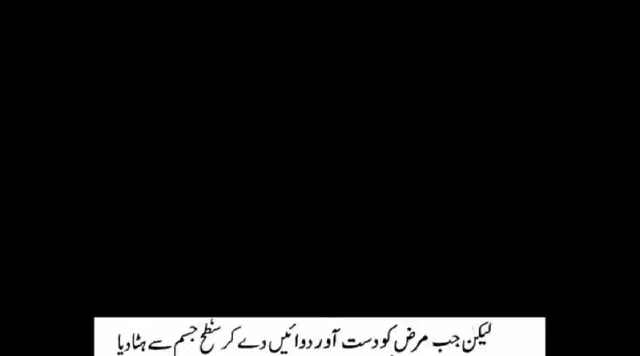 لیکن جب مرض کو دست آور دوائیں دے کر سطح جسم سے ہٹا دیا